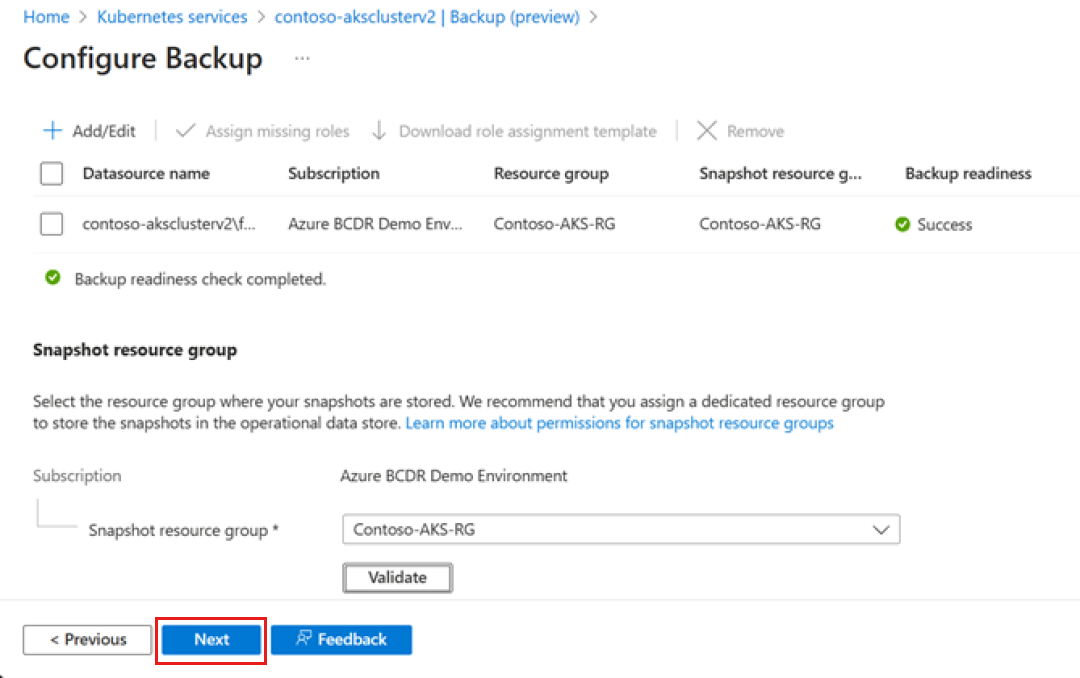 Home > Kubernetes services > contoso-aksclusterv2 | Backup (preview) >
Configure Backup ...
Add/Edit Assign missing roles Download role assignment template Remove
Datasource name Subscription Resource group Snapshot resource g... Backup readiness
contoso-aksclusterv2\f... Azure BCDR Demo Env... Contoso-AKS-RG Contoso-AKS-RG Success
Backup readiness check completed.
Snapshot resource group
Select the resource group where your snapshots are stored. We recommend that you assign a dedicated resource group
to store the snapshots in the operational data store. Learn more about permissions for snapshot resource groups
Subscription Azure BCDR Demo Environment
Snapshot resource group * Contoso-AKS-RG
Validate
< Previous Next Feedback